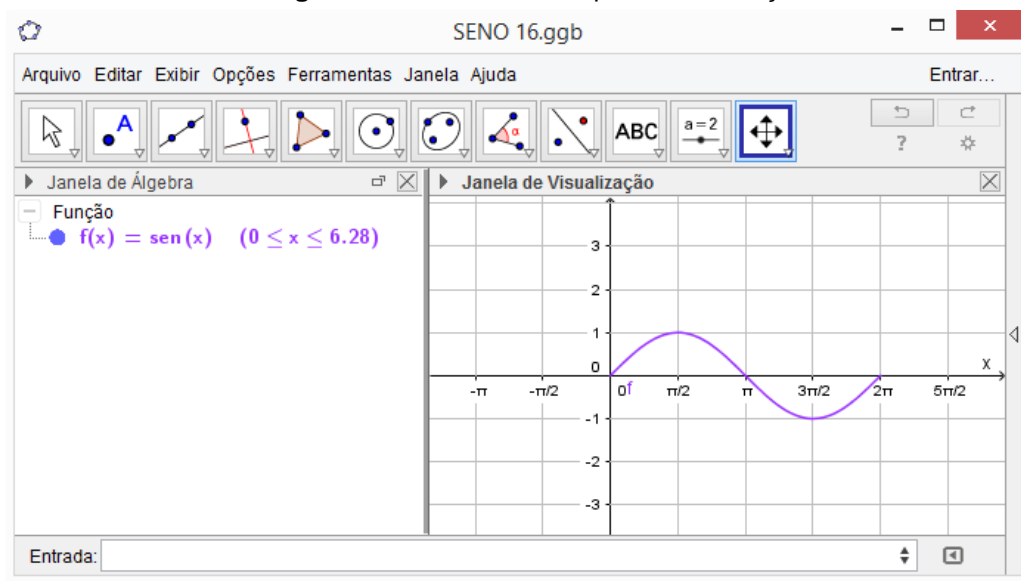 SENO 16.ggb
Arquivo Editar Exibir Opções Ferramentas Janela Ajuda Entrar...
A α ABC a=2 ?
Janela de Álgebra Janela de Visualização
Função
f(x) = sen (x) (0 ≤ x ≤ 6.28)
3
2
1
0
x
-π -π/2 0 f π/2 π 3π/2 2π 5π/2
-1
-2
-3
Entrada: